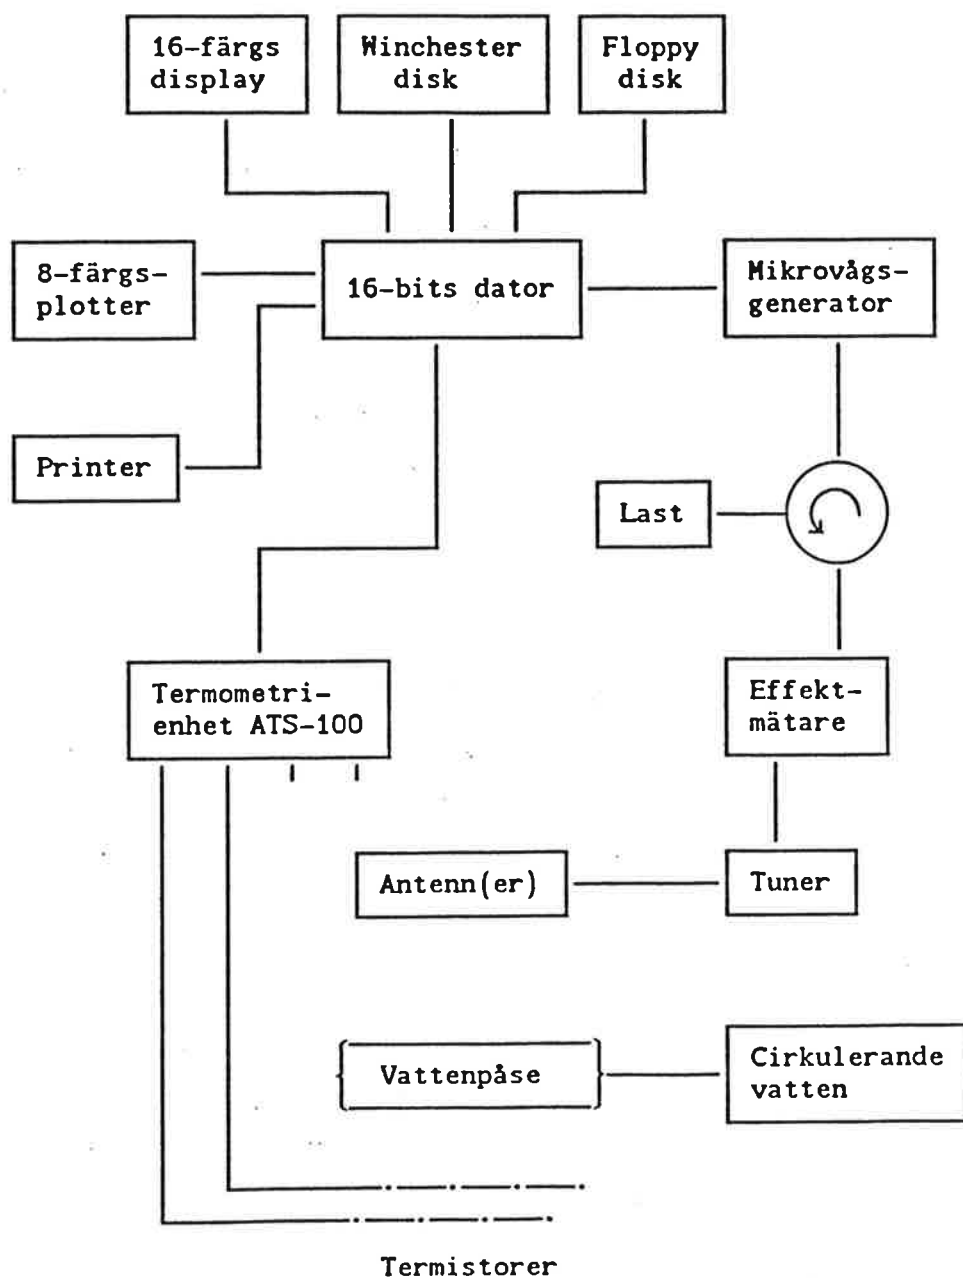 16-färgs
display
Winchester
disk
Floppy
disk
8-färgs-
plotter
16-bits dator
Mikrovågs-
generator
Printer
Last
Termometri-
enhet ATS-100
Effekt-
mätare
Antenn(er)
Tuner
Vattenpåse
Cirkulerande
vatten
Termistorer